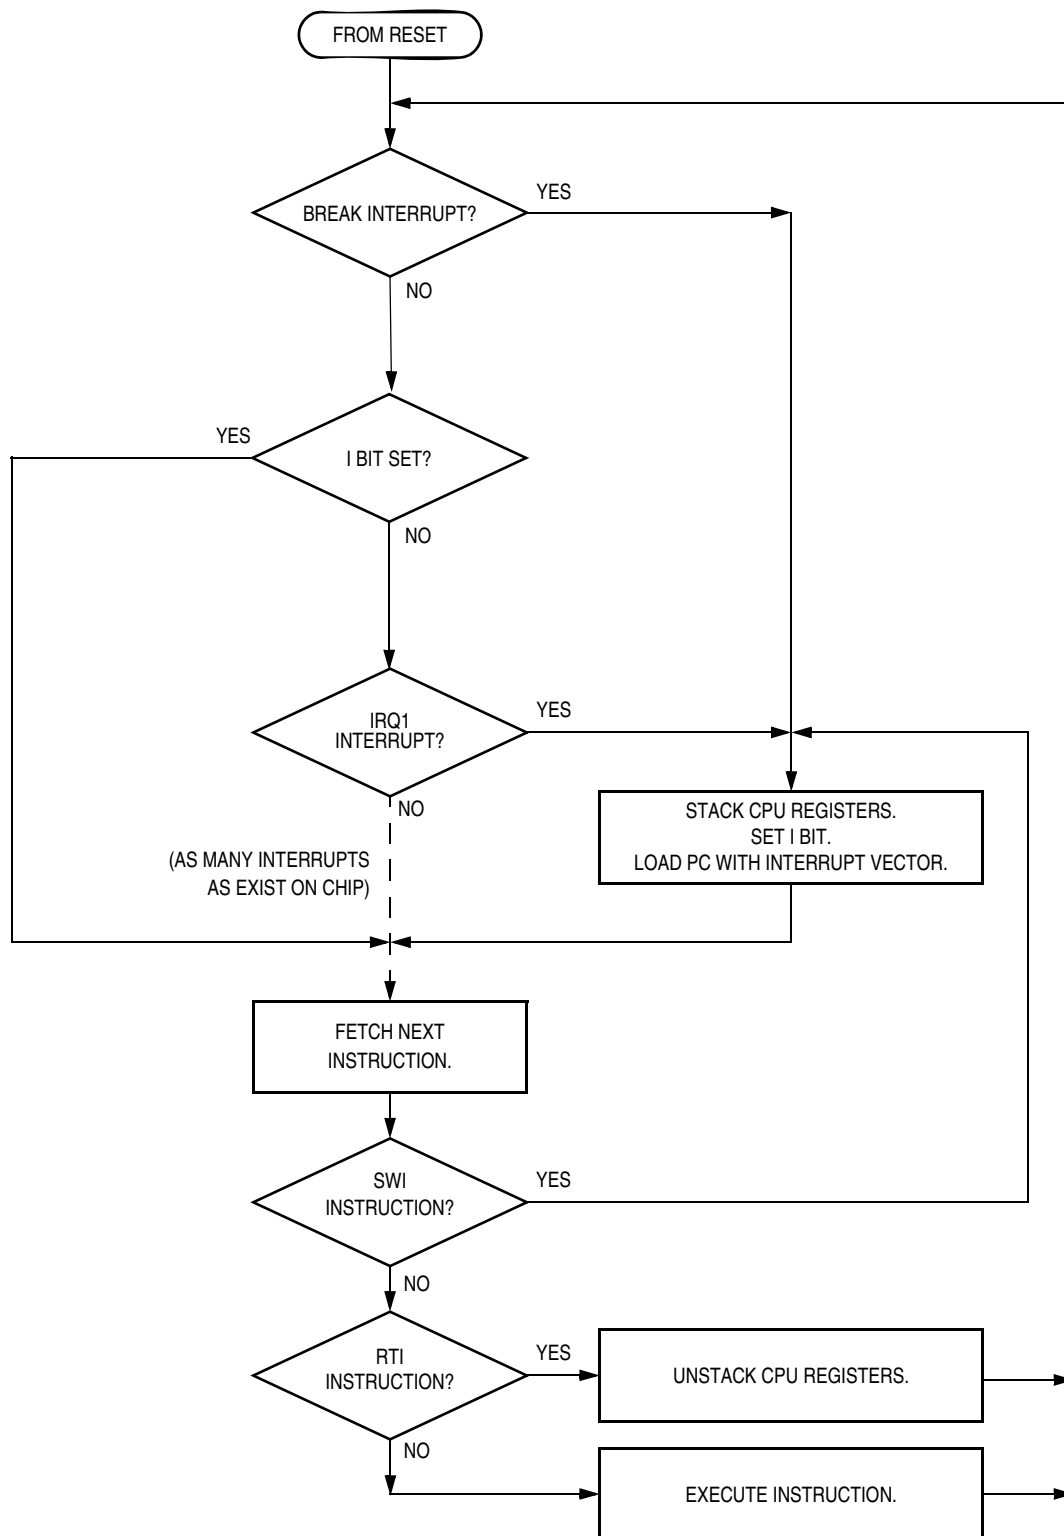 FROM RESET
BREAK INTERRUPT?
YES
NO
YES
I BIT SET?
NO
IRQ1
INTERRUPT?
YES
NO
(AS MANY INTERRUPTS
AS EXIST ON CHIP)
STACK CPU REGISTERS.
SET I BIT.
LOAD PC WITH INTERRUPT VECTOR.
FETCH NEXT
INSTRUCTION.
SWI
INSTRUCTION?
YES
NO
RTI
INSTRUCTION?
YES
UNSTACK CPU REGISTERS.
NO
EXECUTE INSTRUCTION.